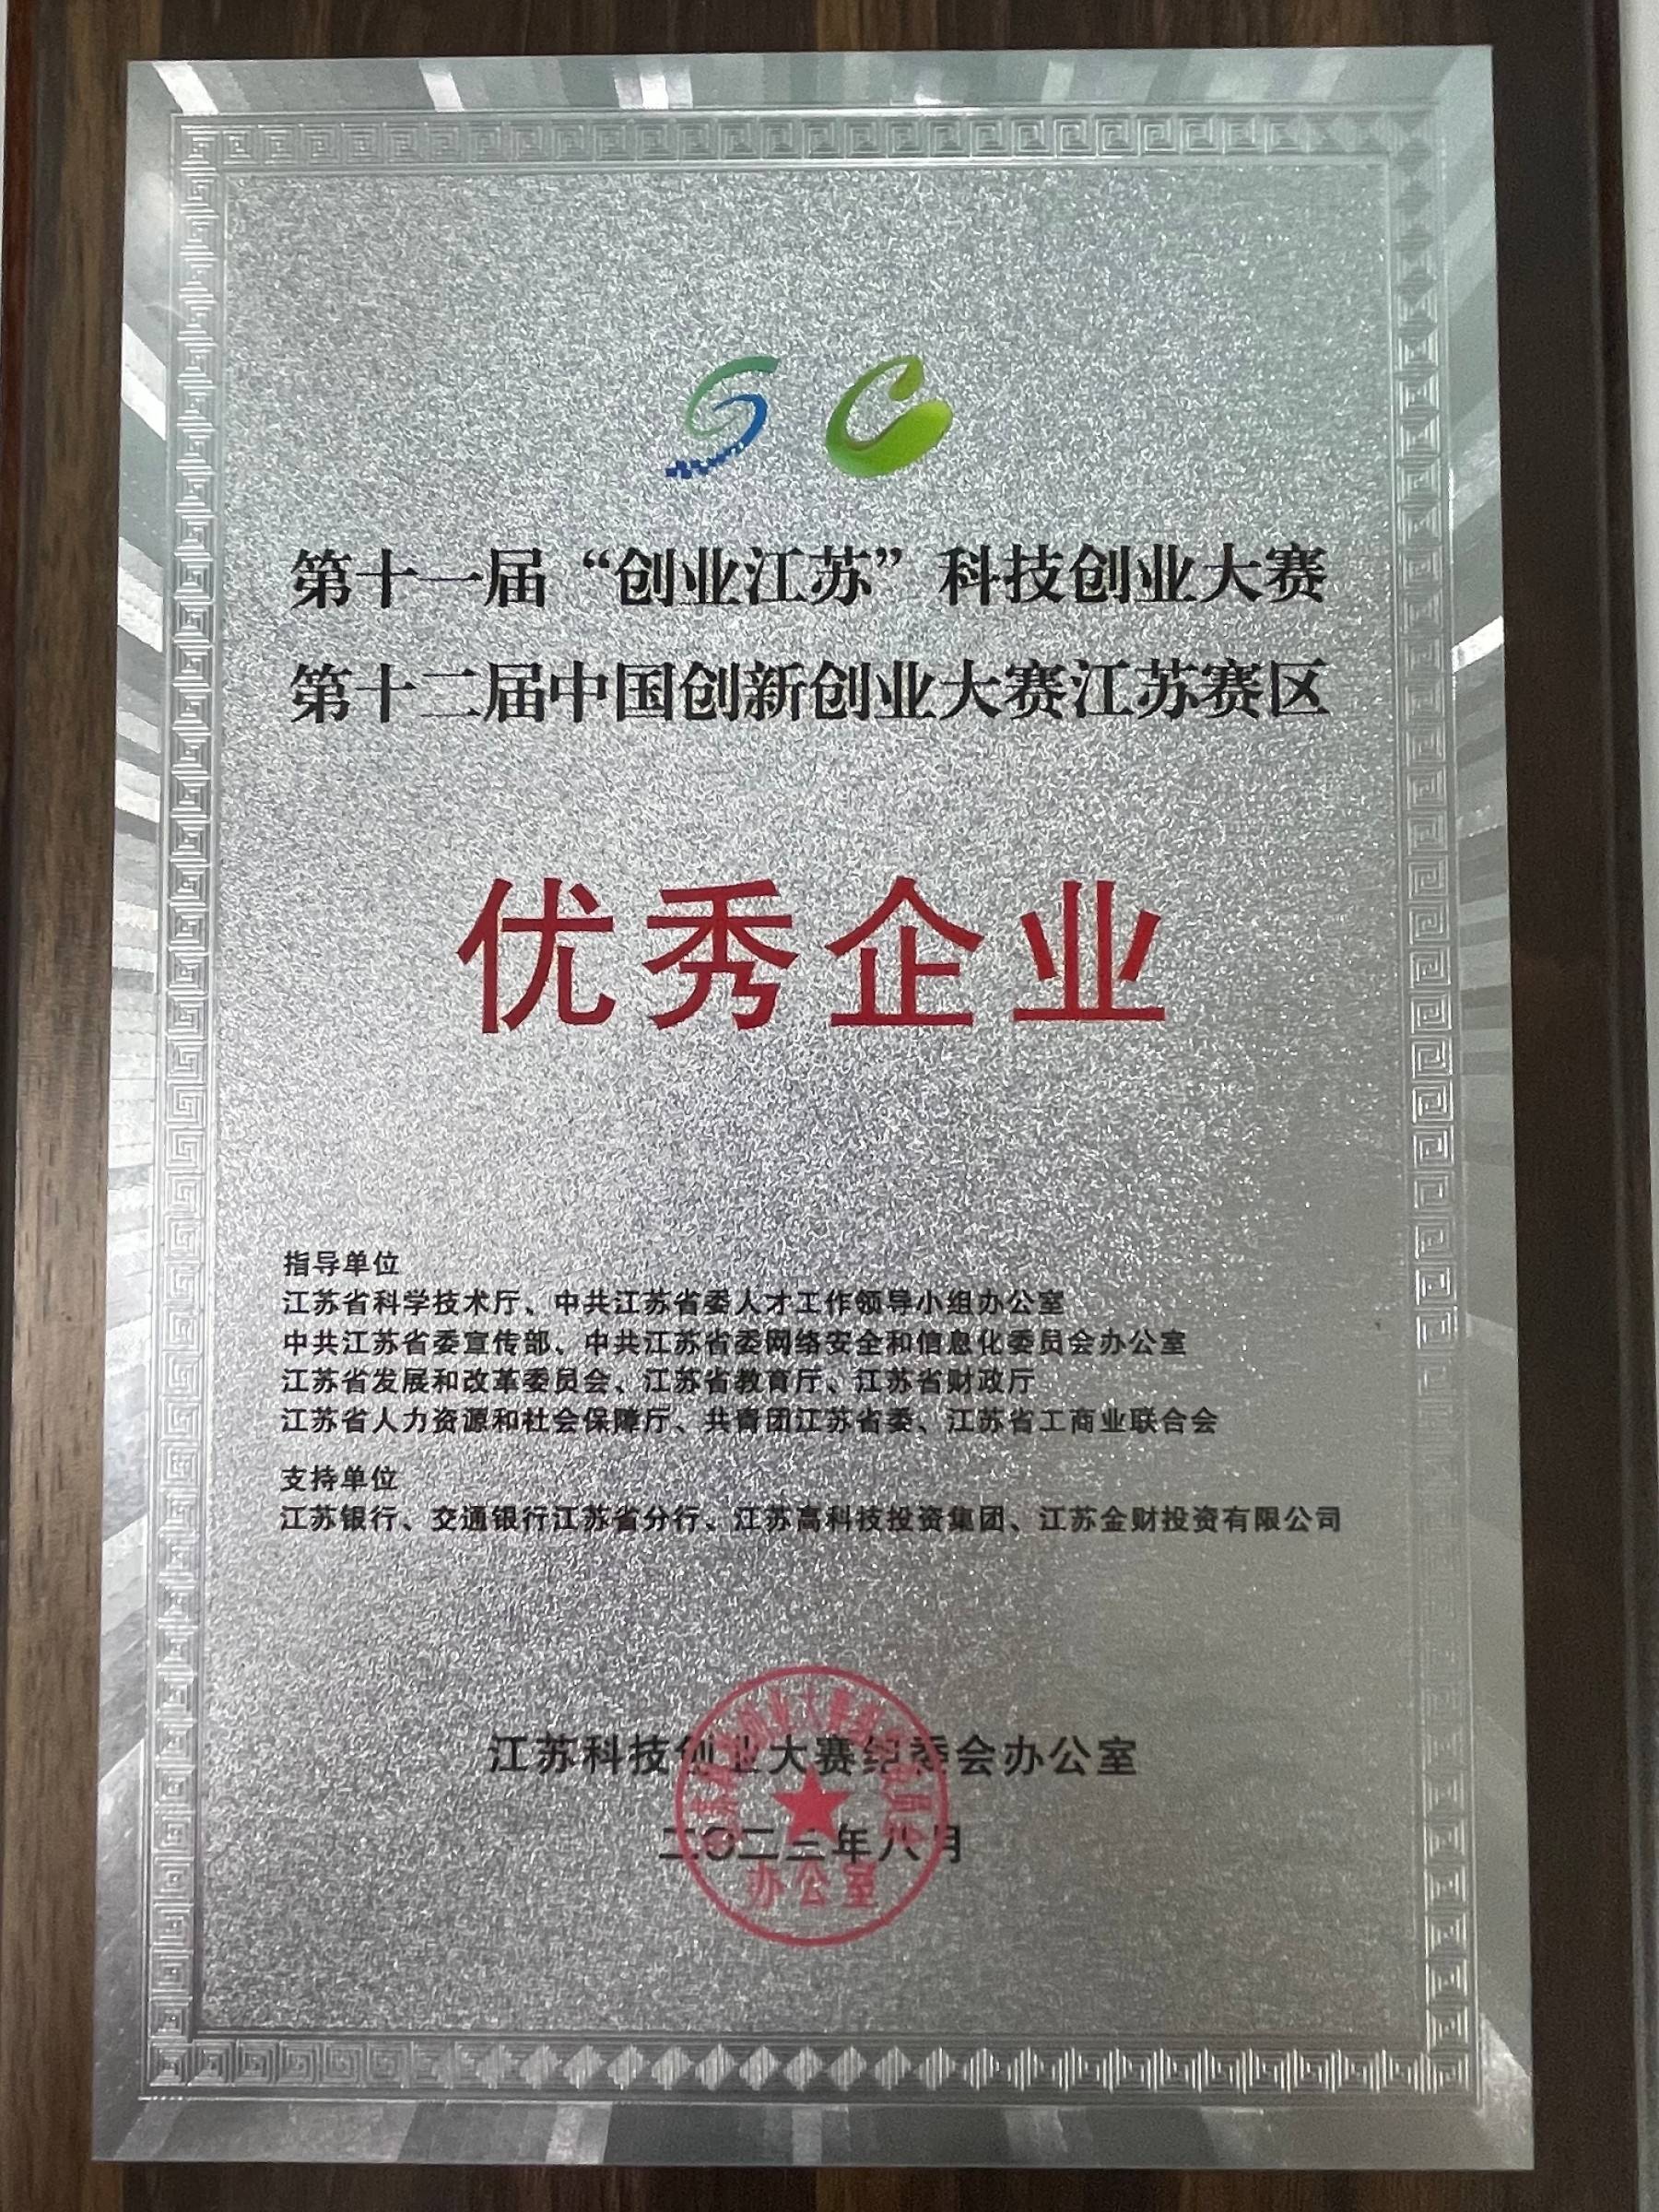 第十一届“创业江苏”科技创业大赛
第十二届中国创新创业大赛江苏赛区
优秀企业
指导单位
江苏省科学技术厅、中共江苏省委人才工作领导小组办公室
中共江苏省委宣传部、中共江苏省委网络安全和信息化委员会办公室
江苏省发展和改革委员会、江苏省教育厅、江苏省财政厅
江苏省人力资源和社会保障厅、共青团江苏省委、江苏省工商业联合会
支持单位
江苏银行、交通银行江苏省分行、江苏高科技投资集团、江苏金财投资有限公司
江苏科技创业大赛组委会办公室
二〇二三年八月
办公室